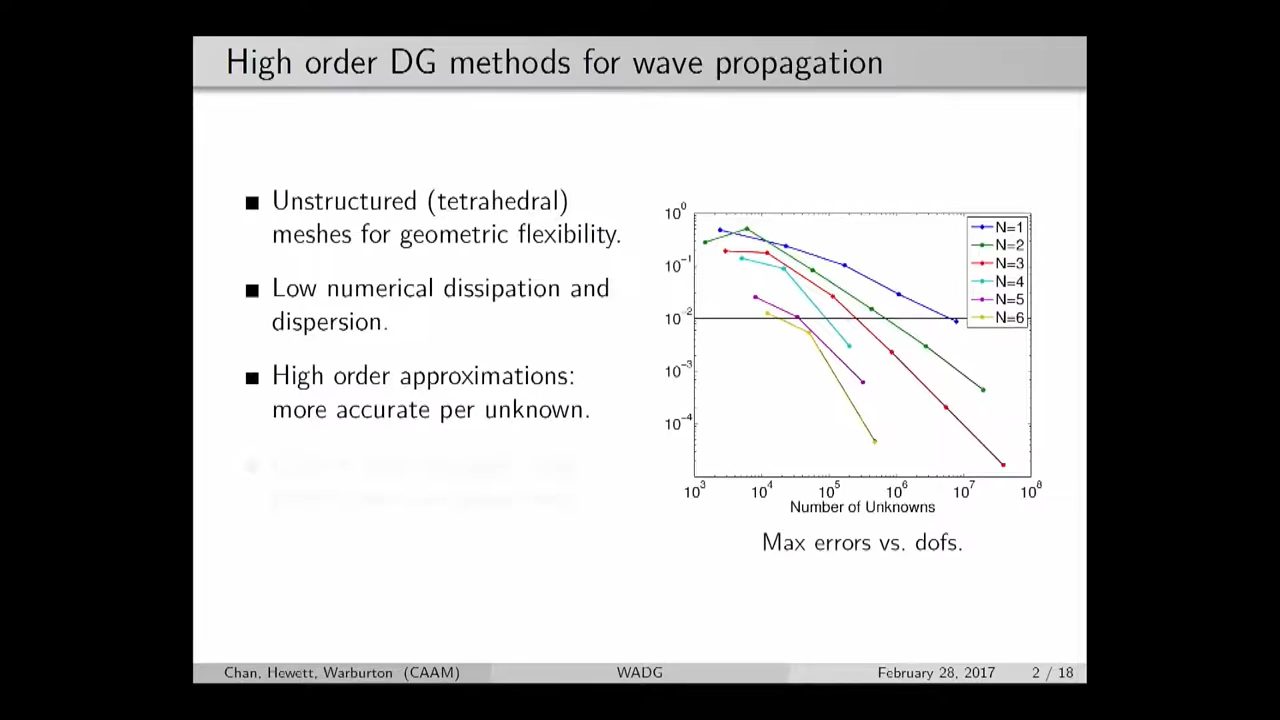 High order DG methods for wave propagation
■ Unstructured (tetrahedral)
meshes for geometric flexibility.
■ Low numerical dissipation and
dispersion.
■ High order approximations:
more accurate per unknown.
10^0
10^-1
10^-2
10^-3
10^-4
N=1
N=2
N=3
N=4
N=5
N=6
10^3 10^4 10^5 10^6 10^7 10^8
Number of Unknowns
Max errors vs. dofs.
Chan, Hewett, Warburton (CAAM) WADG February 28, 2017 2 / 18